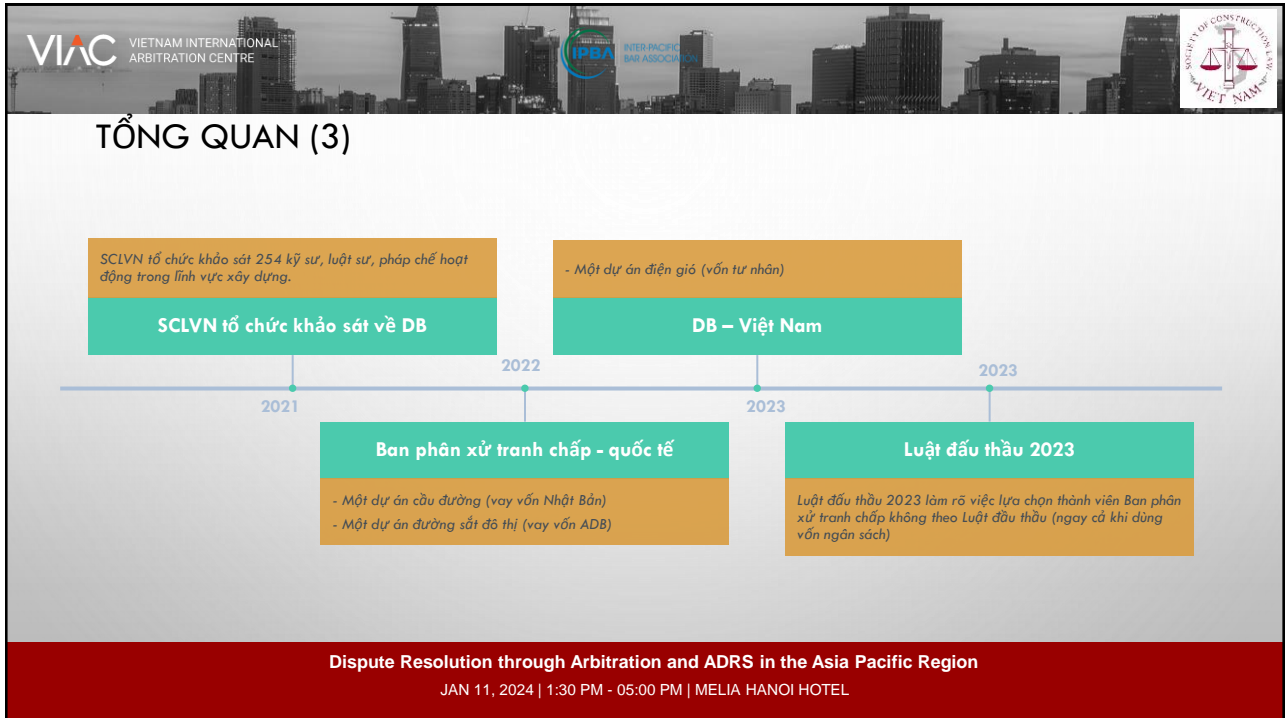 VIAC
VIETNAM INTERNATIONAL
ARBITRATION CENTRE
IPBA
INTER-PACIFIC
BAR ASSOCIATION
SOCIETY OF CONSTRUCTION LAW
VIET NAM
TỔNG QUAN (3)
SCLVN tổ chức khảo sát 254 kỹ sư, luật sư, pháp chế hoạt
động trong lĩnh vực xây dựng.
SCLVN tổ chức khảo sát về DB
2021
2022
Ban phân xử tranh chấp - quốc tế
- Một dự án cầu đường (vay vốn Nhật Bản)
- Một dự án đường sắt đô thị (vay vốn ADB)
- Một dự án điện gió (vốn tư nhân)
DB – Việt Nam
2023
2023
Luật đấu thầu 2023
Luật đấu thầu 2023 làm rõ việc lựa chọn thành viên Ban phân
xử tranh chấp không theo Luật đầu thầu (ngay cả khi dùng
vốn ngân sách)
Dispute Resolution through Arbitration and ADRS in the Asia Pacific Region
JAN 11, 2024 | 1:30 PM - 05:00 PM | MELIA HANOI HOTEL